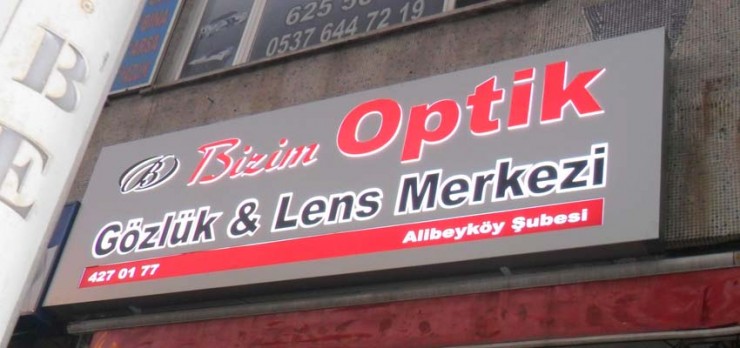 0537 644 72 19
B
Bizim Optik
Gözlük & Lens Merkezi
Alibeyköy Şubesi
427 01 77
B
E